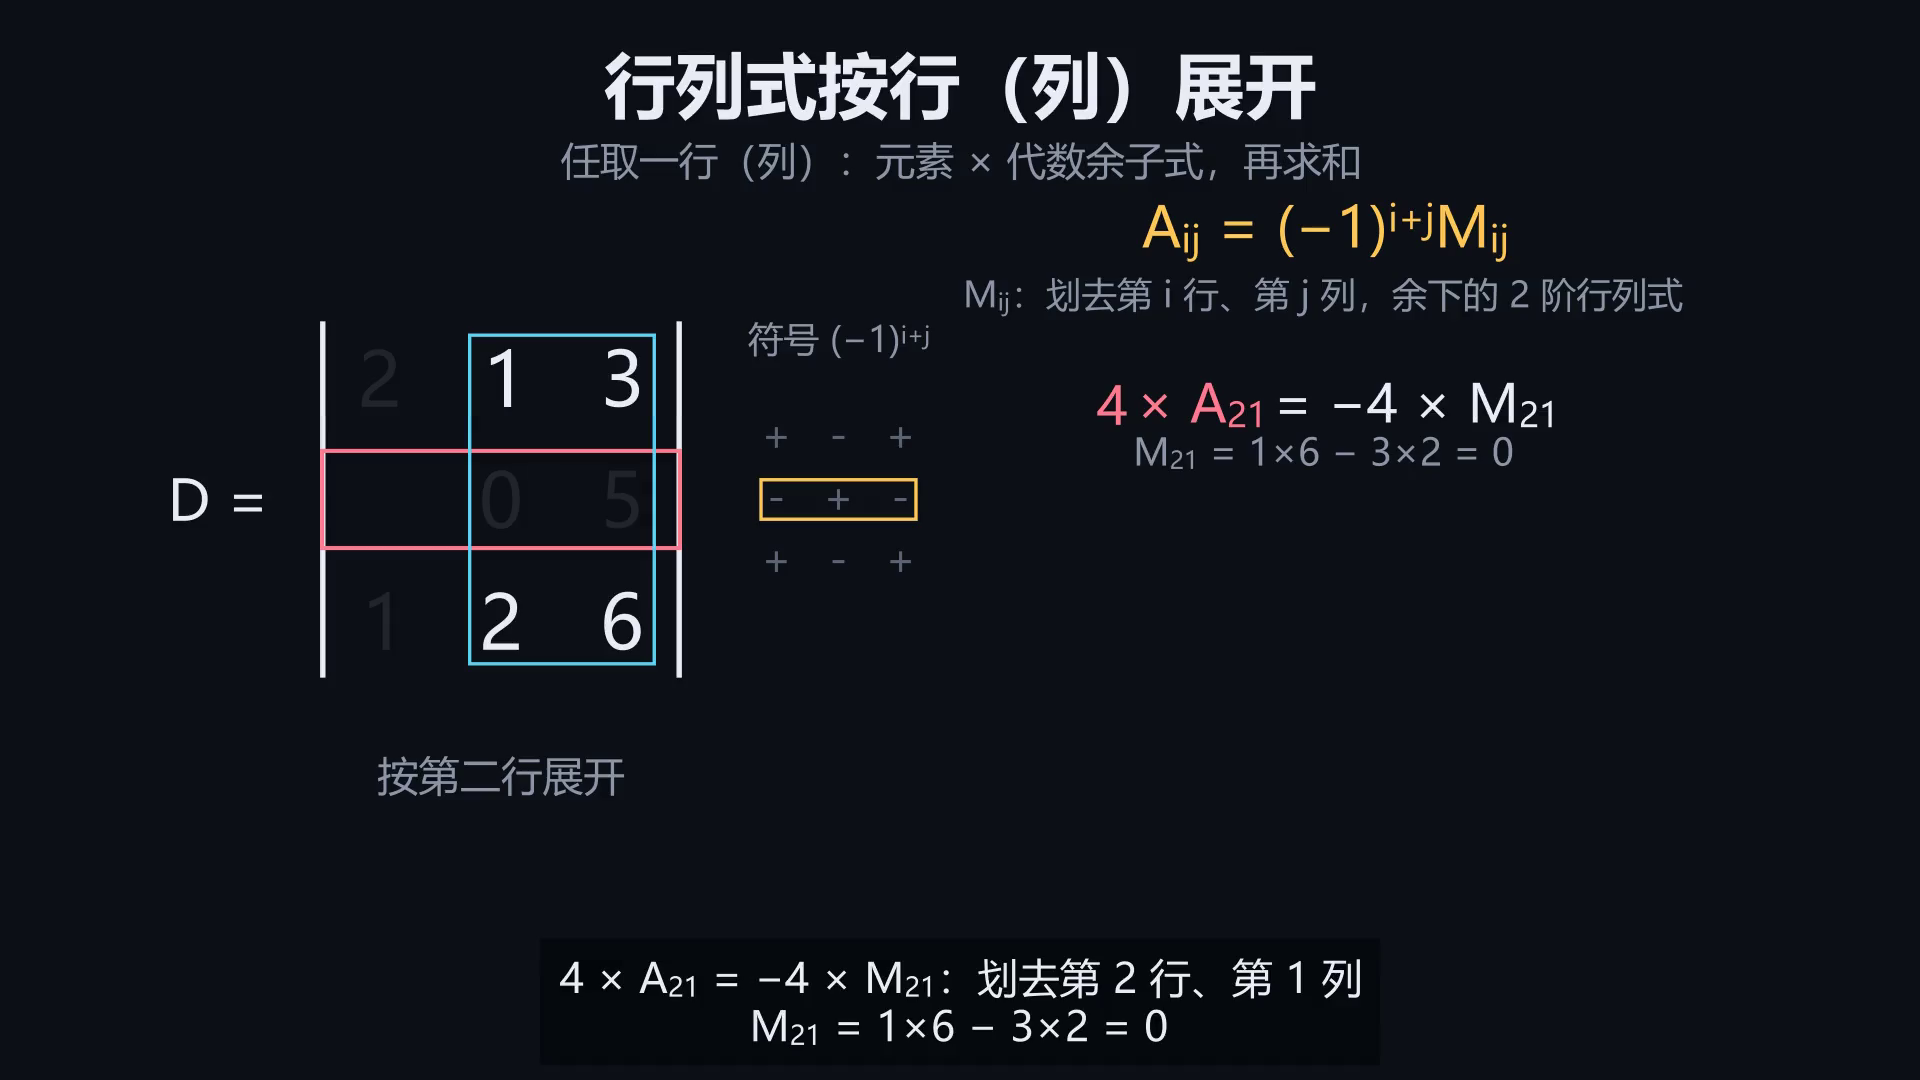 行列式按行（列）展开
任取一行（列）：元素 × 代数余子式，再求和
Aᵢⱼ = (−1)ⁱ⁺ʲMᵢⱼ
Mᵢⱼ：划去第 i 行、第 j 列，余下的 2 阶行列式
符号 (−1)ⁱ⁺ʲ
2 1 3
D = 0 5
1 2 6
+ - +
- + -
+ - +
4 × A₂₁ = −4 × M₂₁
M₂₁ = 1×6 − 3×2 = 0
按第二行展开
4 × A₂₁ = −4 × M₂₁：划去第 2 行、第 1 列
M₂₁ = 1×6 − 3×2 = 0